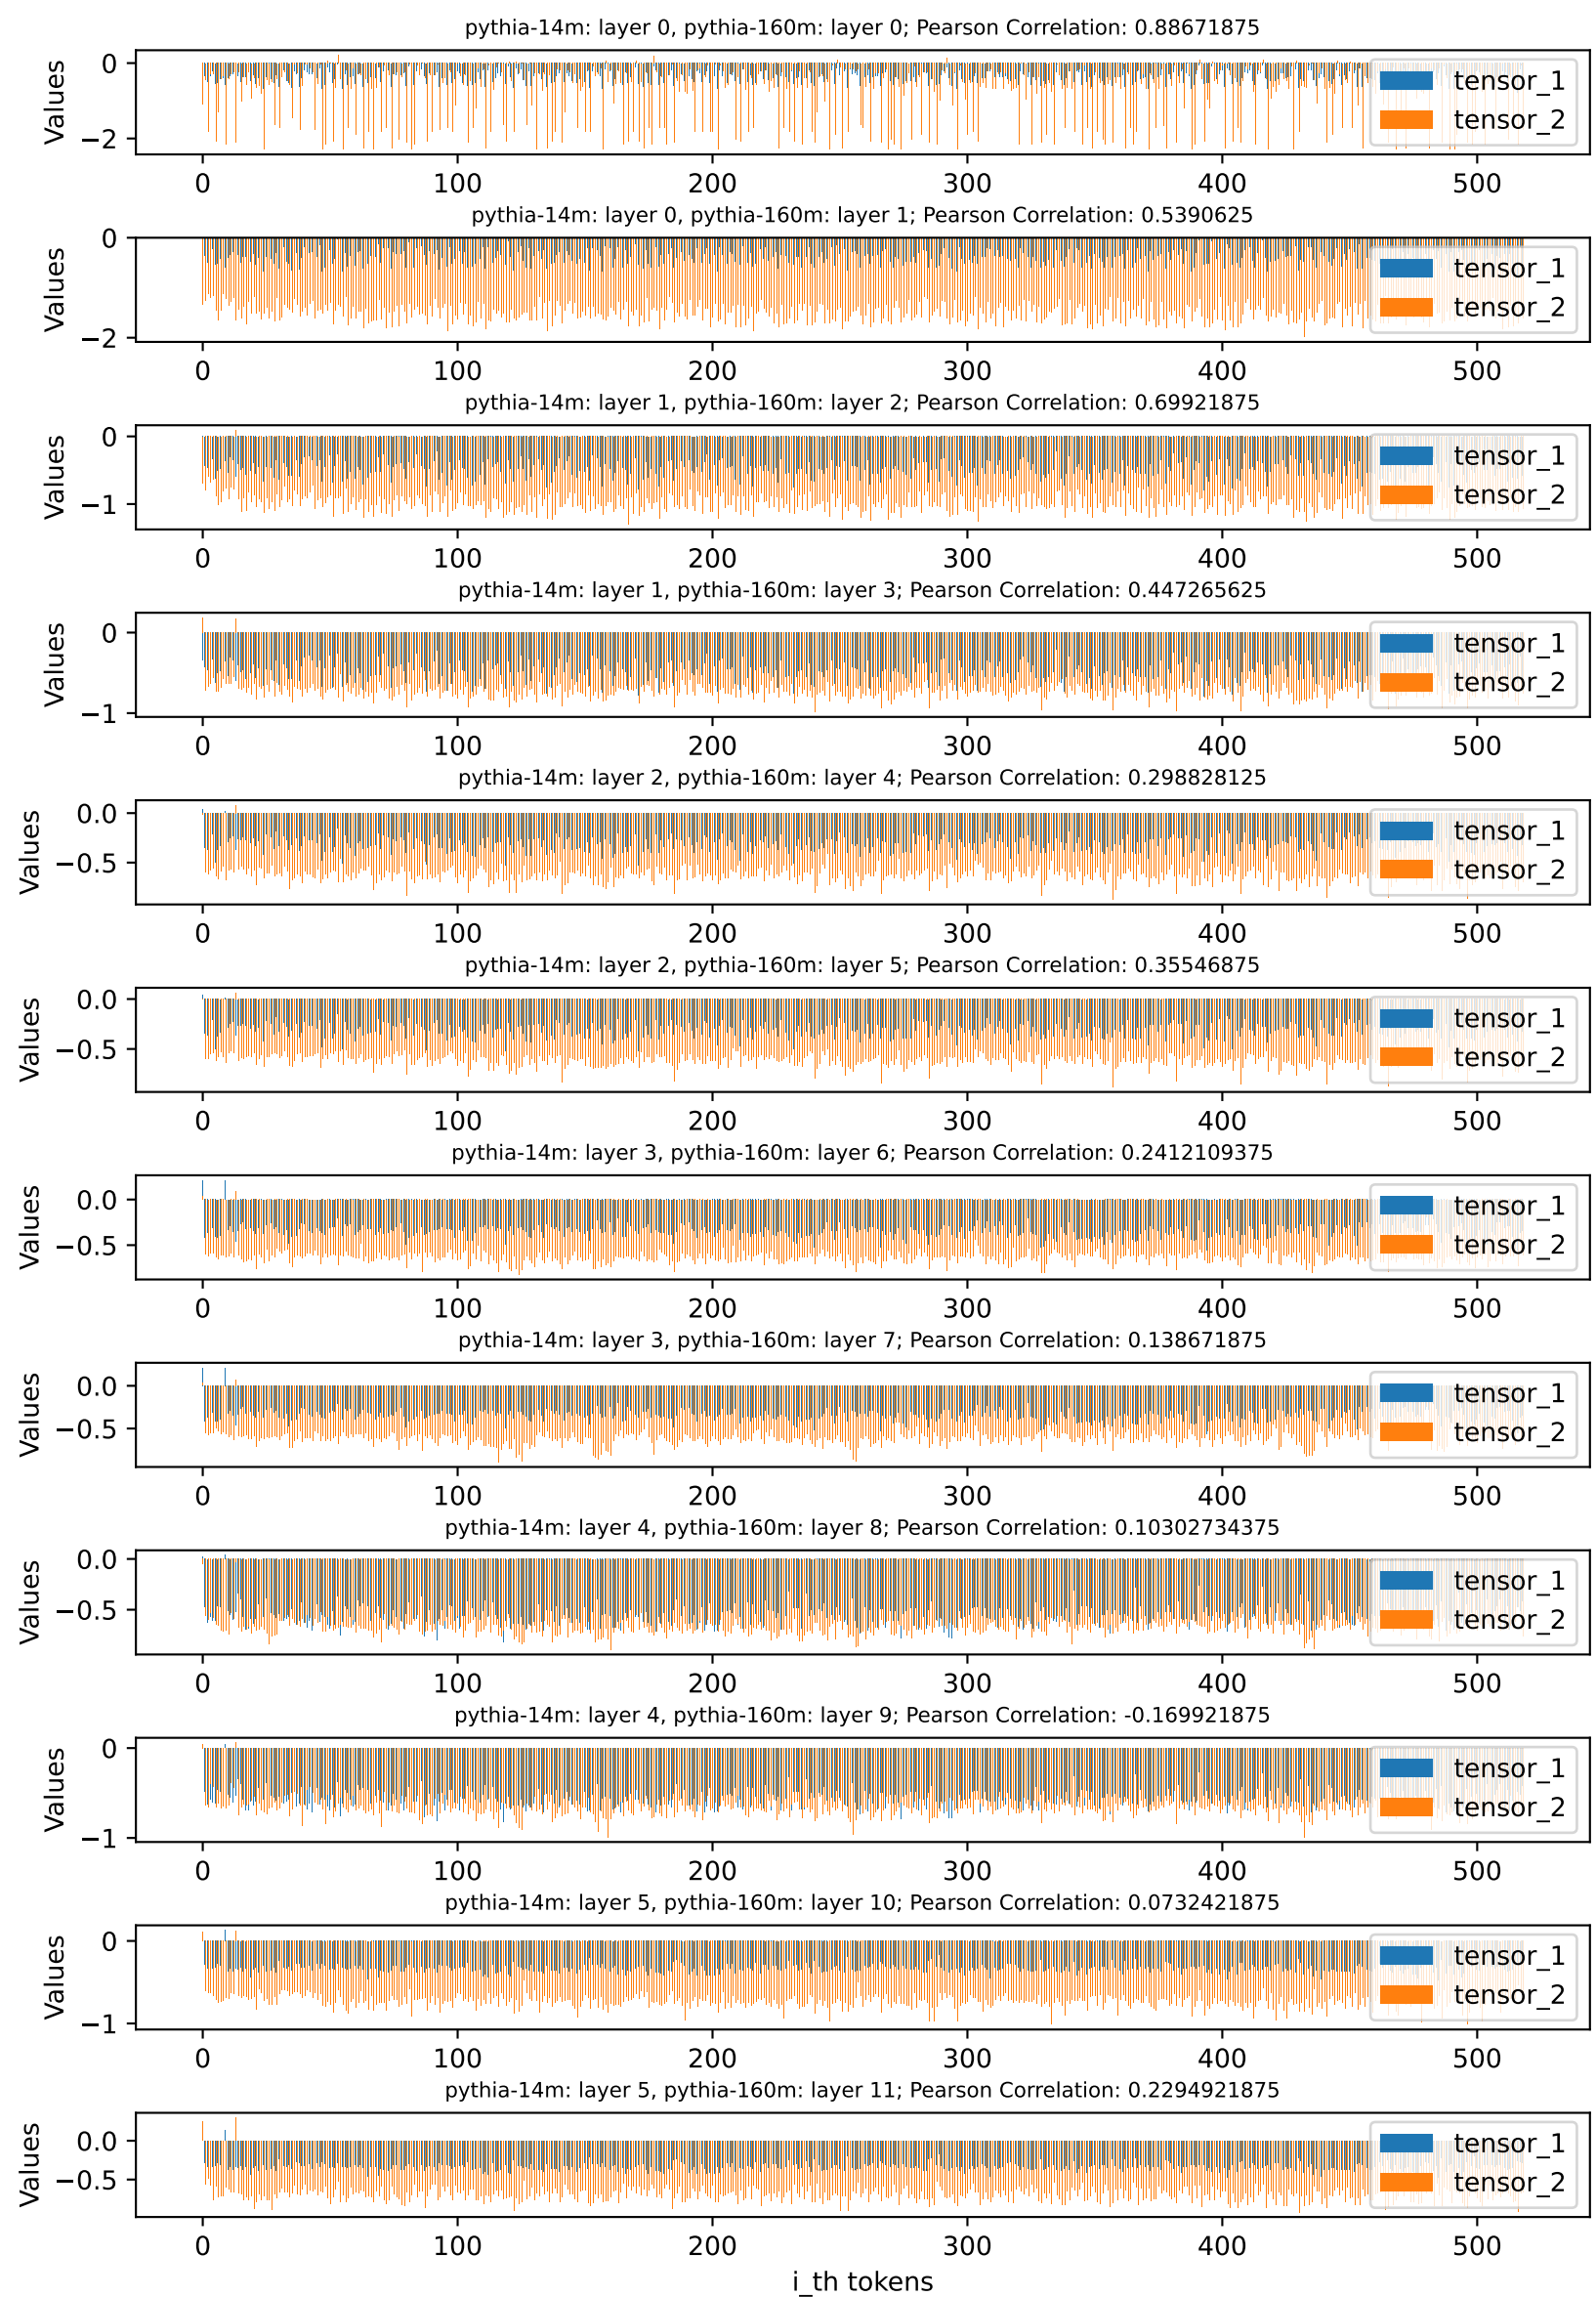 pythia-14m: layer 0, pythia-160m: layer 0; Pearson Correlation: 0.88671875
Values
0
−2
tensor_1
tensor_2
0 100 200 300 400 500
pythia-14m: layer 0, pythia-160m: layer 1; Pearson Correlation: 0.5390625
Values
0
−2
tensor_1
tensor_2
0 100 200 300 400 500
pythia-14m: layer 1, pythia-160m: layer 2; Pearson Correlation: 0.69921875
Values
0
−1
tensor_1
tensor_2
0 100 200 300 400 500
pythia-14m: layer 1, pythia-160m: layer 3; Pearson Correlation: 0.447265625
Values
0
−1
tensor_1
tensor_2
0 100 200 300 400 500
pythia-14m: layer 2, pythia-160m: layer 4; Pearson Correlation: 0.298828125
Values
0.0
−0.5
tensor_1
tensor_2
0 100 200 300 400 500
pythia-14m: layer 2, pythia-160m: layer 5; Pearson Correlation: 0.35546875
Values
0.0
−0.5
tensor_1
tensor_2
0 100 200 300 400 500
pythia-14m: layer 3, pythia-160m: layer 6; Pearson Correlation: 0.2412109375
Values
0.0
−0.5
tensor_1
tensor_2
0 100 200 300 400 500
pythia-14m: layer 3, pythia-160m: layer 7; Pearson Correlation: 0.138671875
Values
0.0
−0.5
tensor_1
tensor_2
0 100 200 300 400 500
pythia-14m: layer 4, pythia-160m: layer 8; Pearson Correlation: 0.10302734375
Values
0.0
−0.5
tensor_1
tensor_2
0 100 200 300 400 500
pythia-14m: layer 4, pythia-160m: layer 9; Pearson Correlation: -0.169921875
Values
0
−1
tensor_1
tensor_2
0 100 200 300 400 500
pythia-14m: layer 5, pythia-160m: layer 10; Pearson Correlation: 0.0732421875
Values
0
−1
tensor_1
tensor_2
0 100 200 300 400 500
pythia-14m: layer 5, pythia-160m: layer 11; Pearson Correlation: 0.2294921875
Values
0.0
−0.5
tensor_1
tensor_2
0 100 200 300 400 500
i_th tokens